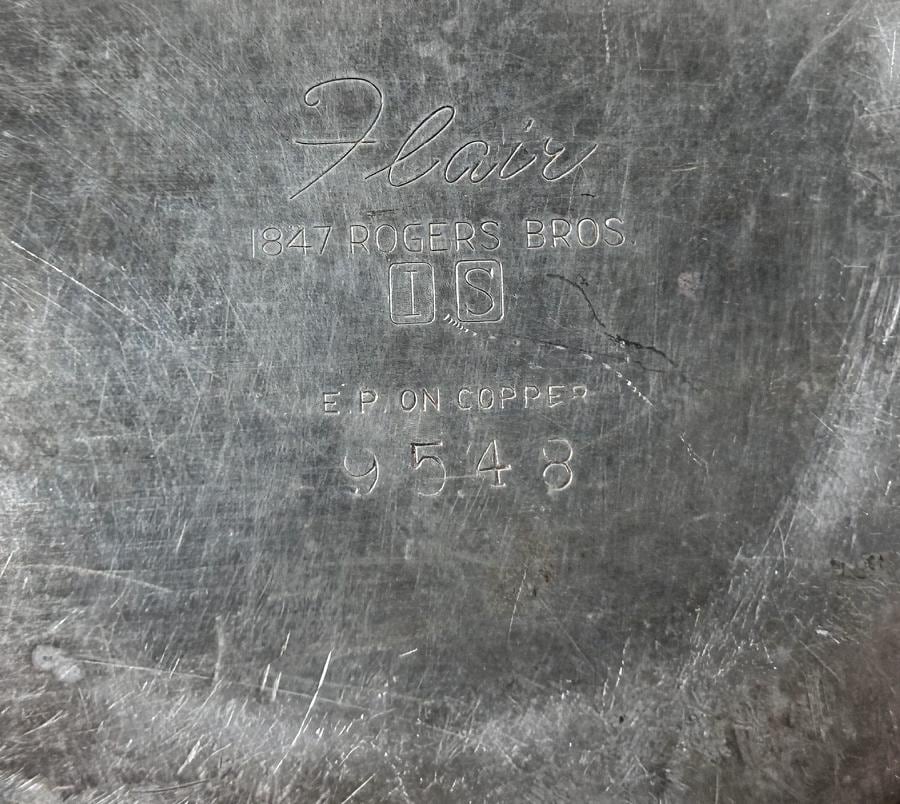 Flair
1847 ROGERS BROS.
I S
E.P. ON COPPER
9548